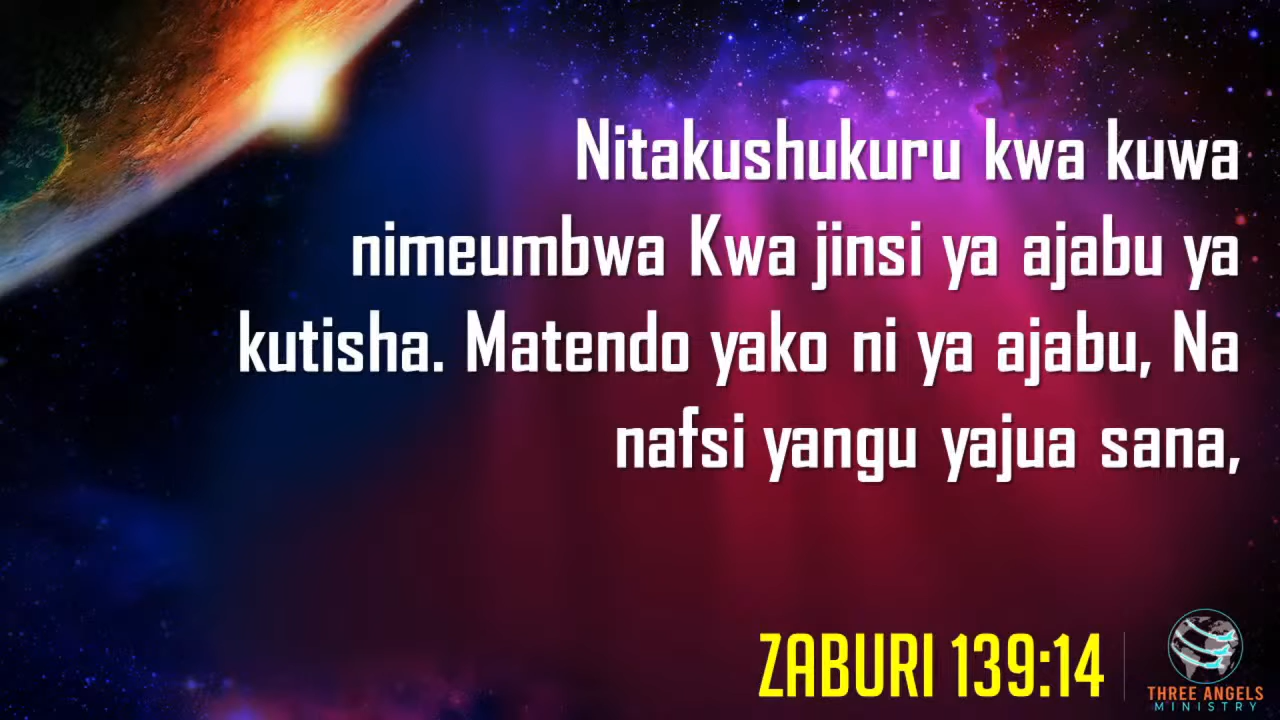 Nitakushukuru kwa kuwa
nimeumbwa Kwa jinsi ya ajabu ya
kutisha. Matendo yako ni ya ajabu, Na
nafsi yangu yajua sana,
ZABURI 139:14
THREE ANGELS
MINISTRY